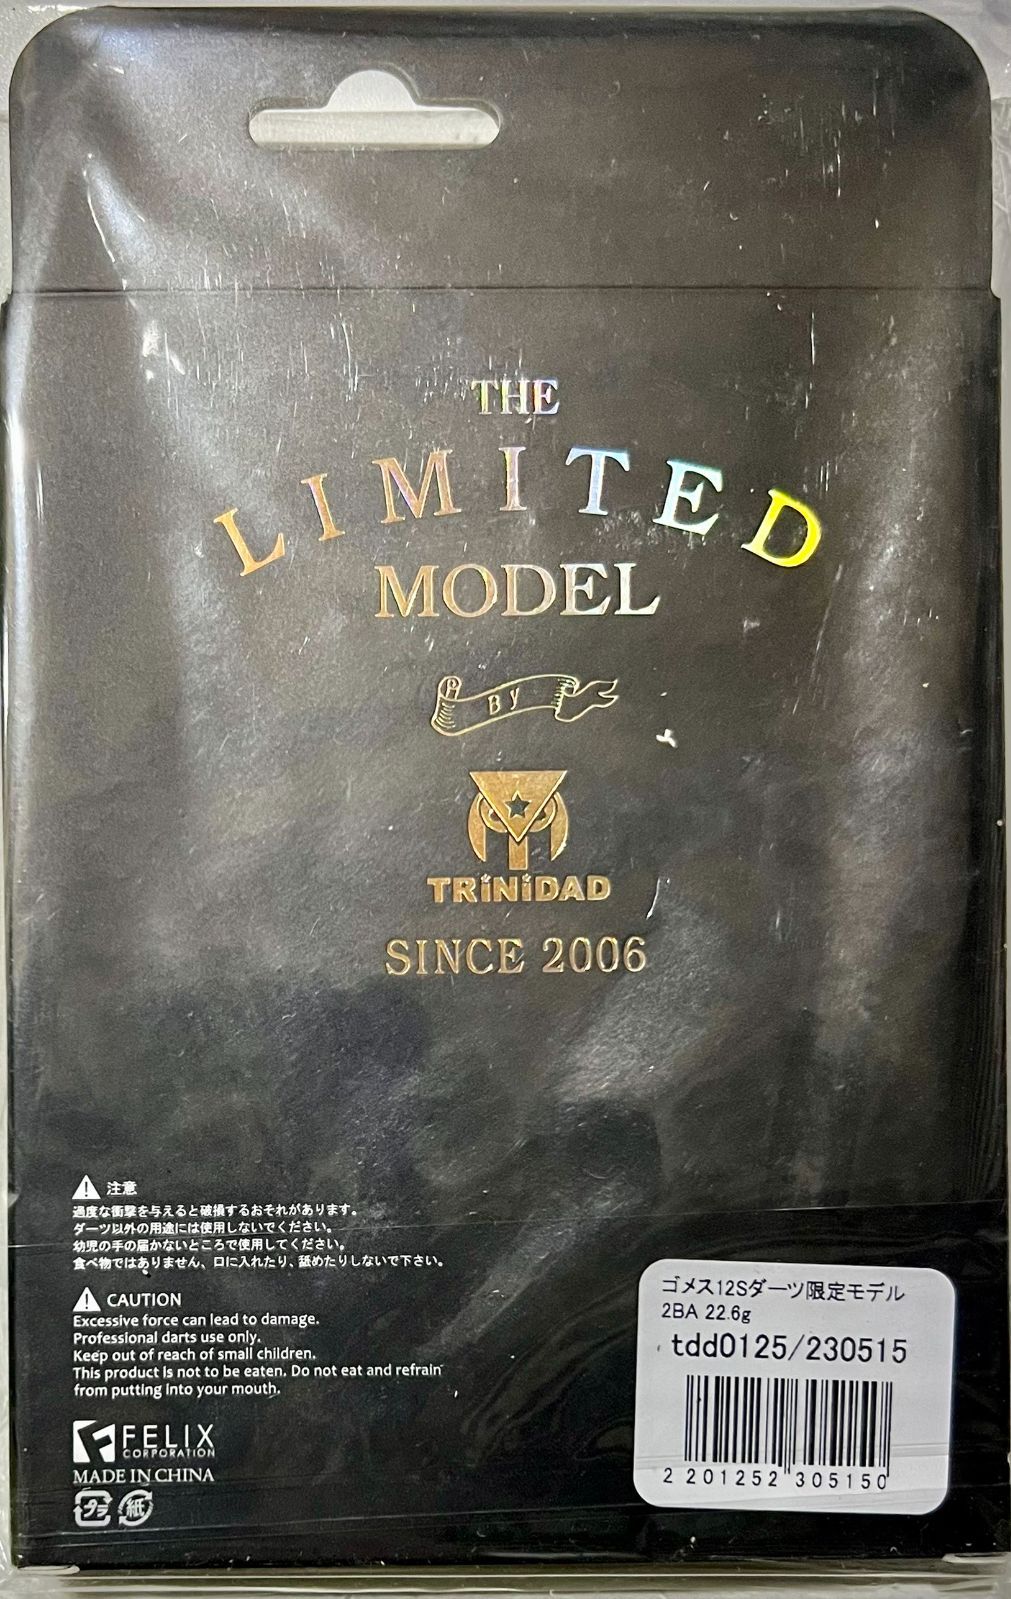 THE
LIMITED
MODEL
By
TRiNiDAD
SINCE 2006
注意
過度な衝撃を与えると破損するおそれがあります。
ダーツ以外の用途には使用しないでください。
幼児の手の届かないところで使用してください。
食べ物ではありません、口に入れたり、舐めたりしないで下さい。
CAUTION
Excessive force can lead to damage.
Professional darts use only.
Keep out of reach of small children.
This product is not to be eaten. Do not eat and refrain
from putting into your mouth.
FELIX
CORPORATION
MADE IN CHINA
プラ 紙
ゴメス12Sダーツ限定モデル
2BA 22.6g
tdd0125/230515
2 201252 305150